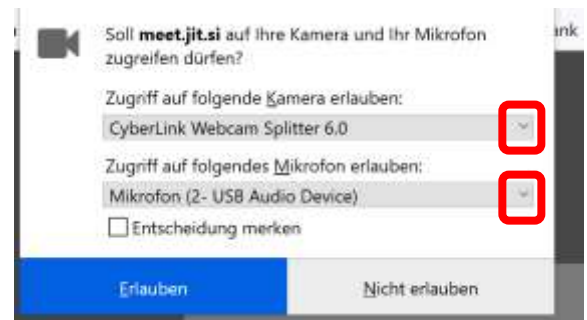 Soll meet.jit.si auf Ihre Kamera und Ihr Mikrofon
zugreifen dürfen?
Zugriff auf folgende Kamera erlauben:
CyberLink Webcam Splitter 6.0
Zugriff auf folgendes Mikrofon erlauben:
Mikrofon (2- USB Audio Device)
Entscheidung merken
Erlauben
Nicht erlauben